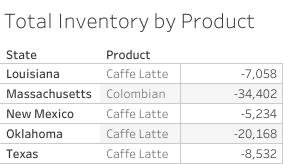 Total Inventory by Product
State Product
Louisiana Caffe Latte -7,058
Massachusetts Colombian -34,402
New Mexico Caffe Latte -5,234
Oklahoma Caffe Latte -20,168
Texas Caffe Latte -8,532